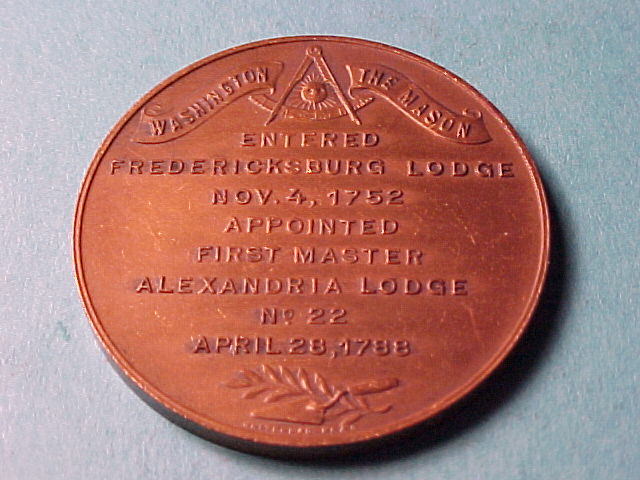 WASHINGTON THE MASON
ENTERED
FREDERICKSBURG LODGE
NOV. 4, 1752
APPOINTED
FIRST MASTER
ALEXANDRIA LODGE
Nº 22
APRIL 28, 1788